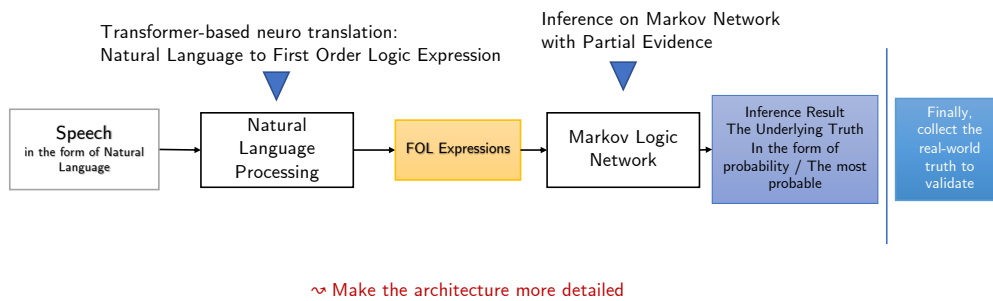 Transformer-based neuro translation:
Natural Language to First Order Logic Expression
Inference on Markov Network
with Partial Evidence
Speech
in the form of Natural
Language
Natural
Language
Processing
FOL Expressions
Markov Logic
Network
Inference Result
The Underlying Truth
In the form of
probability / The most
probable
Finally,
collect the
real-world
truth to
validate
⇝ Make the architecture more detailed